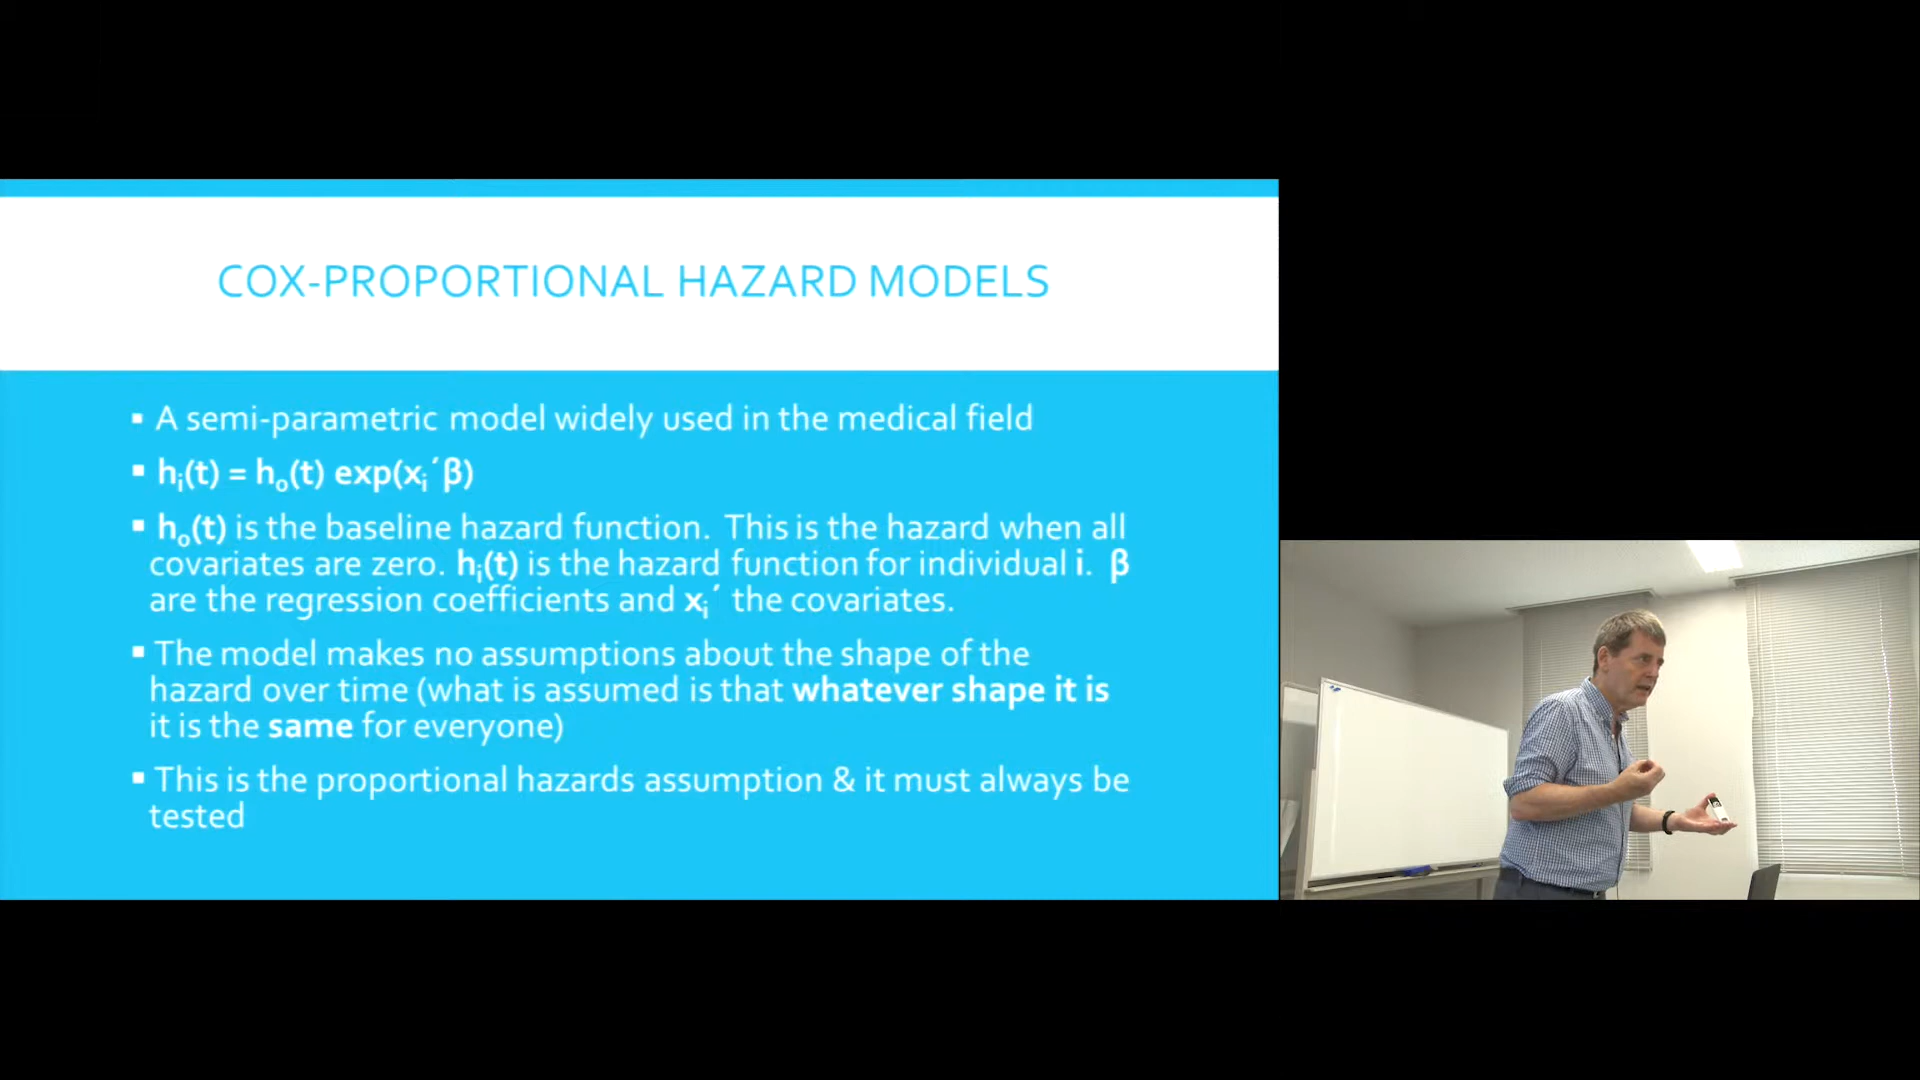 COX-PROPORTIONAL HAZARD MODELS
▪ A semi-parametric model widely used in the medical field
▪ hᵢ(t) = h₀(t) exp(xᵢ´β)
▪ h₀(t) is the baseline hazard function. This is the hazard when all
covariates are zero. hᵢ(t) is the hazard function for individual i. β
are the regression coefficients and xᵢ´ the covariates.
▪ The model makes no assumptions about the shape of the
hazard over time (what is assumed is that whatever shape it is
it is the same for everyone)
▪ This is the proportional hazards assumption & it must always be
tested